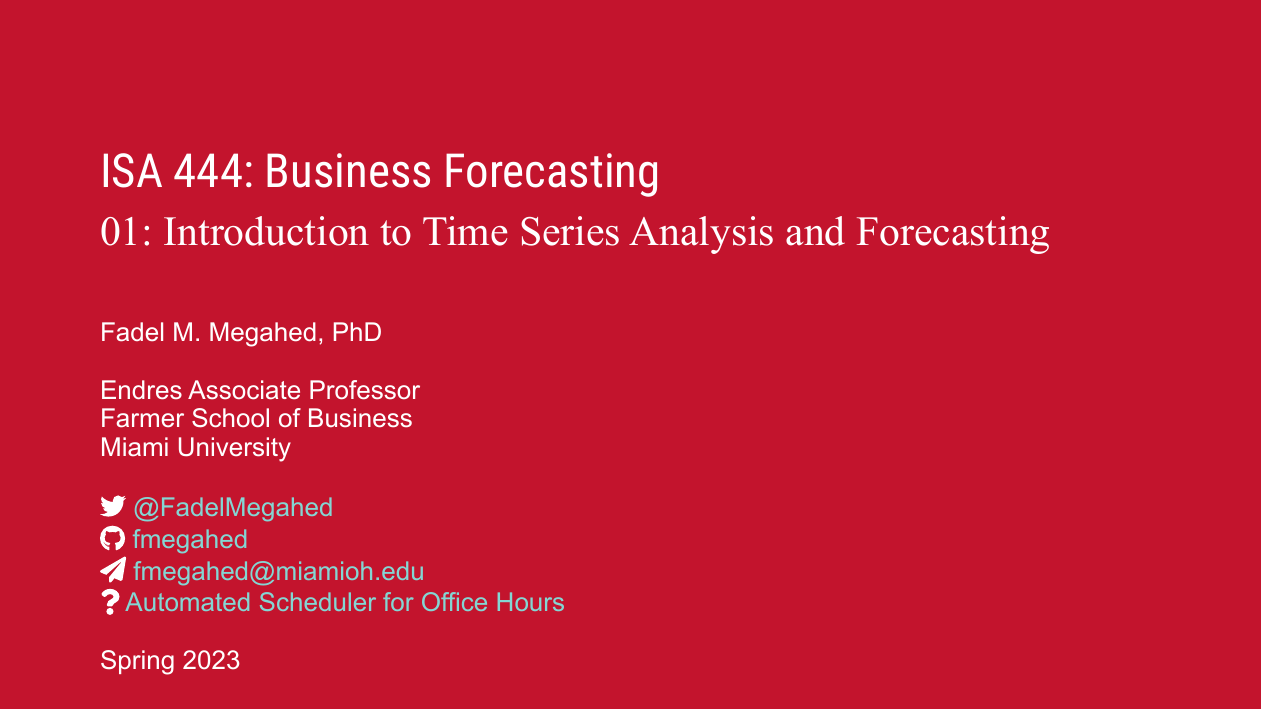 ISA 444: Business Forecasting
01: Introduction to Time Series Analysis and Forecasting
Fadel M. Megahed, PhD
Endres Associate Professor
Farmer School of Business
Miami University
@FadelMegahed
fmegahed
fmegahed@miamioh.edu
? Automated Scheduler for Office Hours
Spring 2023